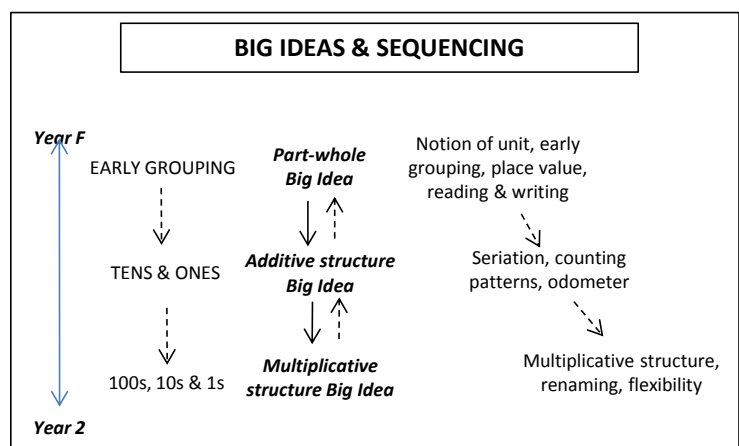 BIG IDEAS & SEQUENCING
Year F
EARLY GROUPING
TENS & ONES
100s, 10s & 1s
Year 2
Part-whole
Big Idea
Additive structure
Big Idea
Multiplicative
structure Big Idea
Notion of unit, early
grouping, place value,
reading & writing
Seriation, counting
patterns, odometer
Multiplicative structure,
renaming, flexibility